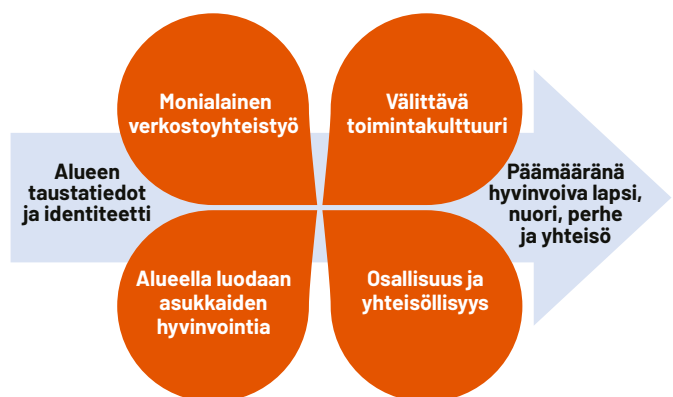 Monialainen
verkostoyhteistyö
Välittävä
toimintakulttuuri
Alueen
taustatiedot
ja identiteetti
Päämääränä
hyvinvoiva lapsi,
nuori, perhe
ja yhteisö
Alueella luodaan
asukkaiden
hyvinvointia
Osallisuus ja
yhteisöllisyys